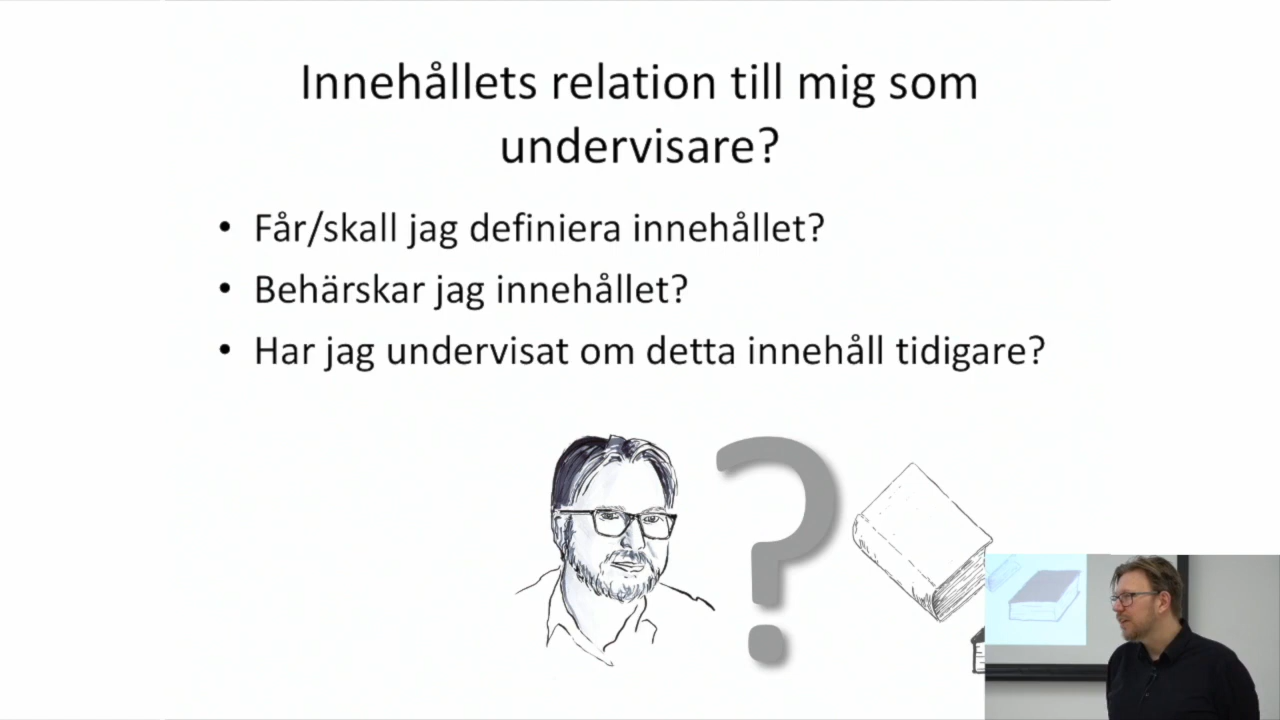 Innehållets relation till mig som
undervisare?
• Får/skall jag definiera innehållet?
• Behärskar jag innehållet?
• Har jag undervisat om detta innehåll tidigare?
?